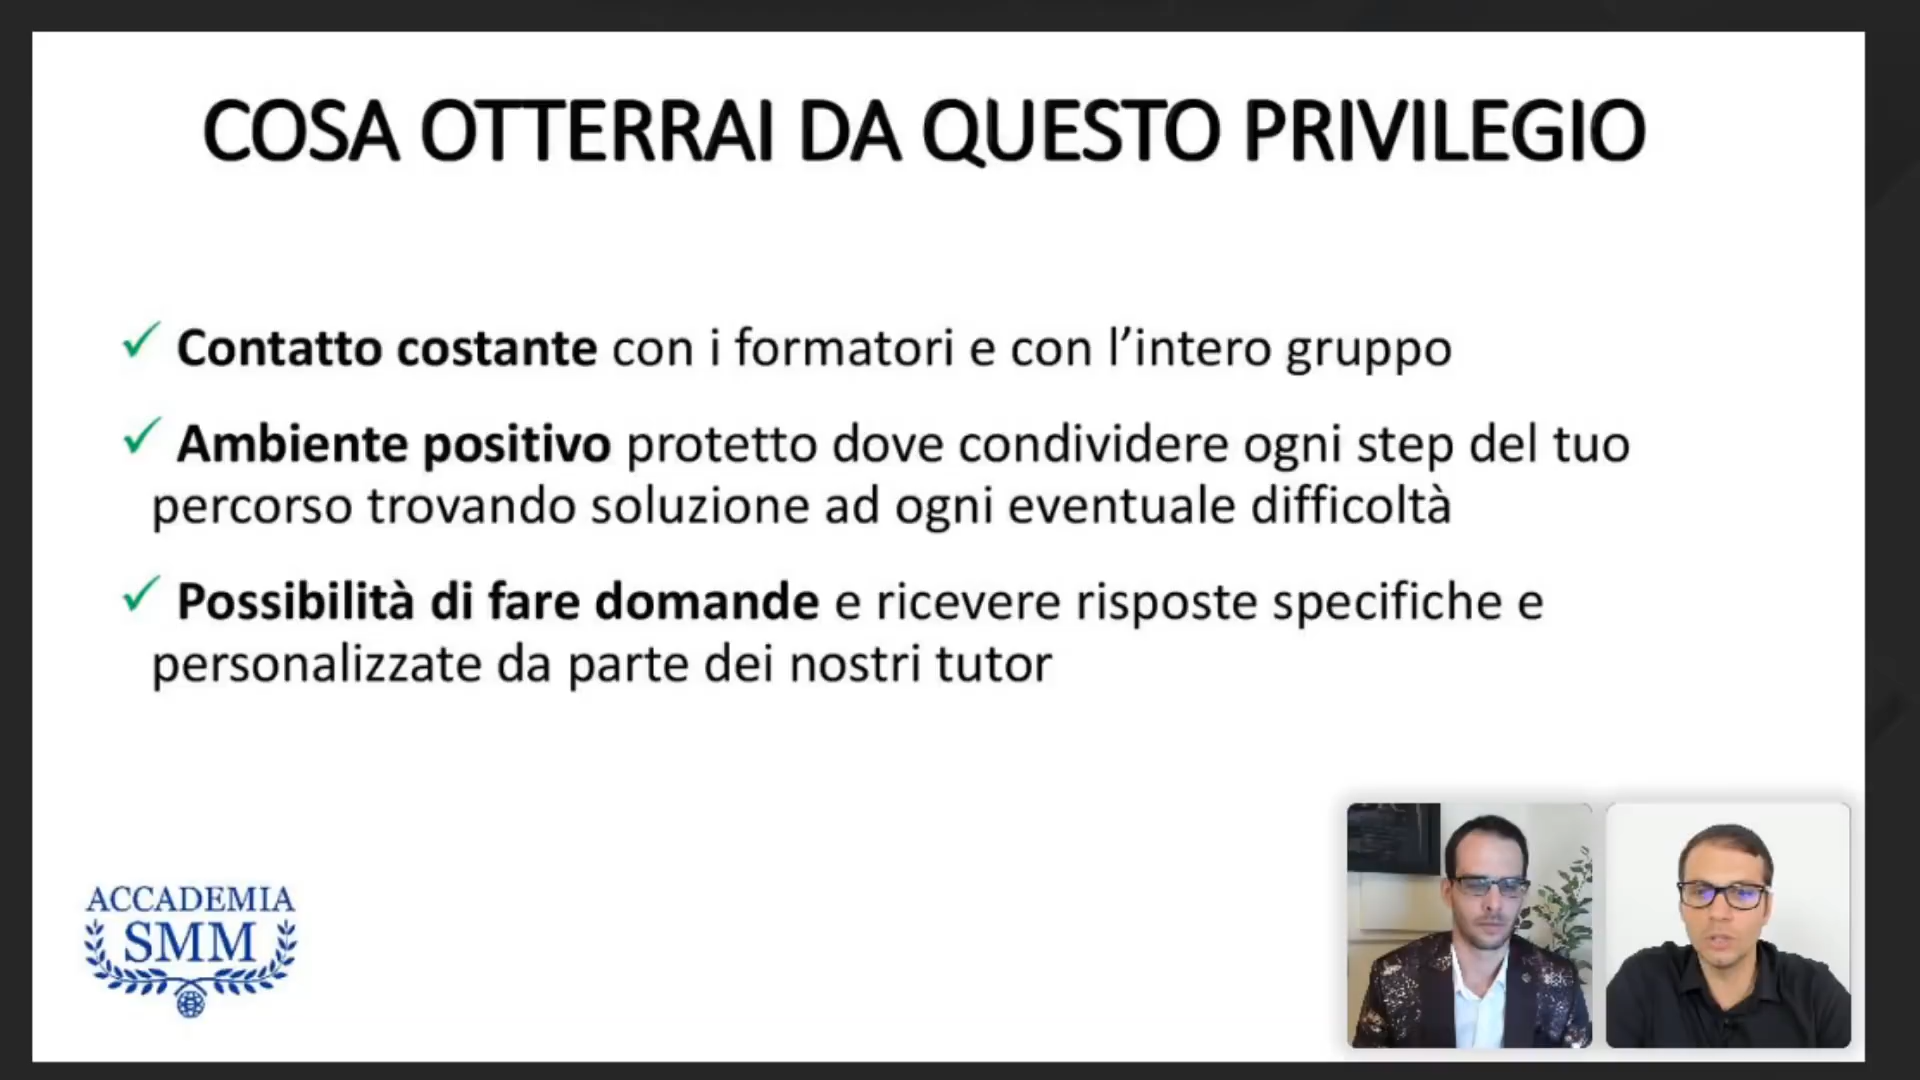 COSA OTTERRAI DA QUESTO PRIVILEGIO
✓ Contatto costante con i formatori e con l’intero gruppo
✓ Ambiente positivo protetto dove condividere ogni step del tuo
percorso trovando soluzione ad ogni eventuale difficoltà
✓ Possibilità di fare domande e ricevere risposte specifiche e
personalizzate da parte dei nostri tutor
ACCADEMIA
SMM